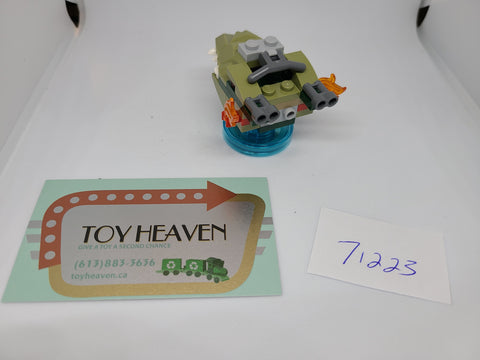 TOY HEAVEN
GIVE A TOY A SECOND CHANCE
(613)883-3636
toyheaven.ca
71223